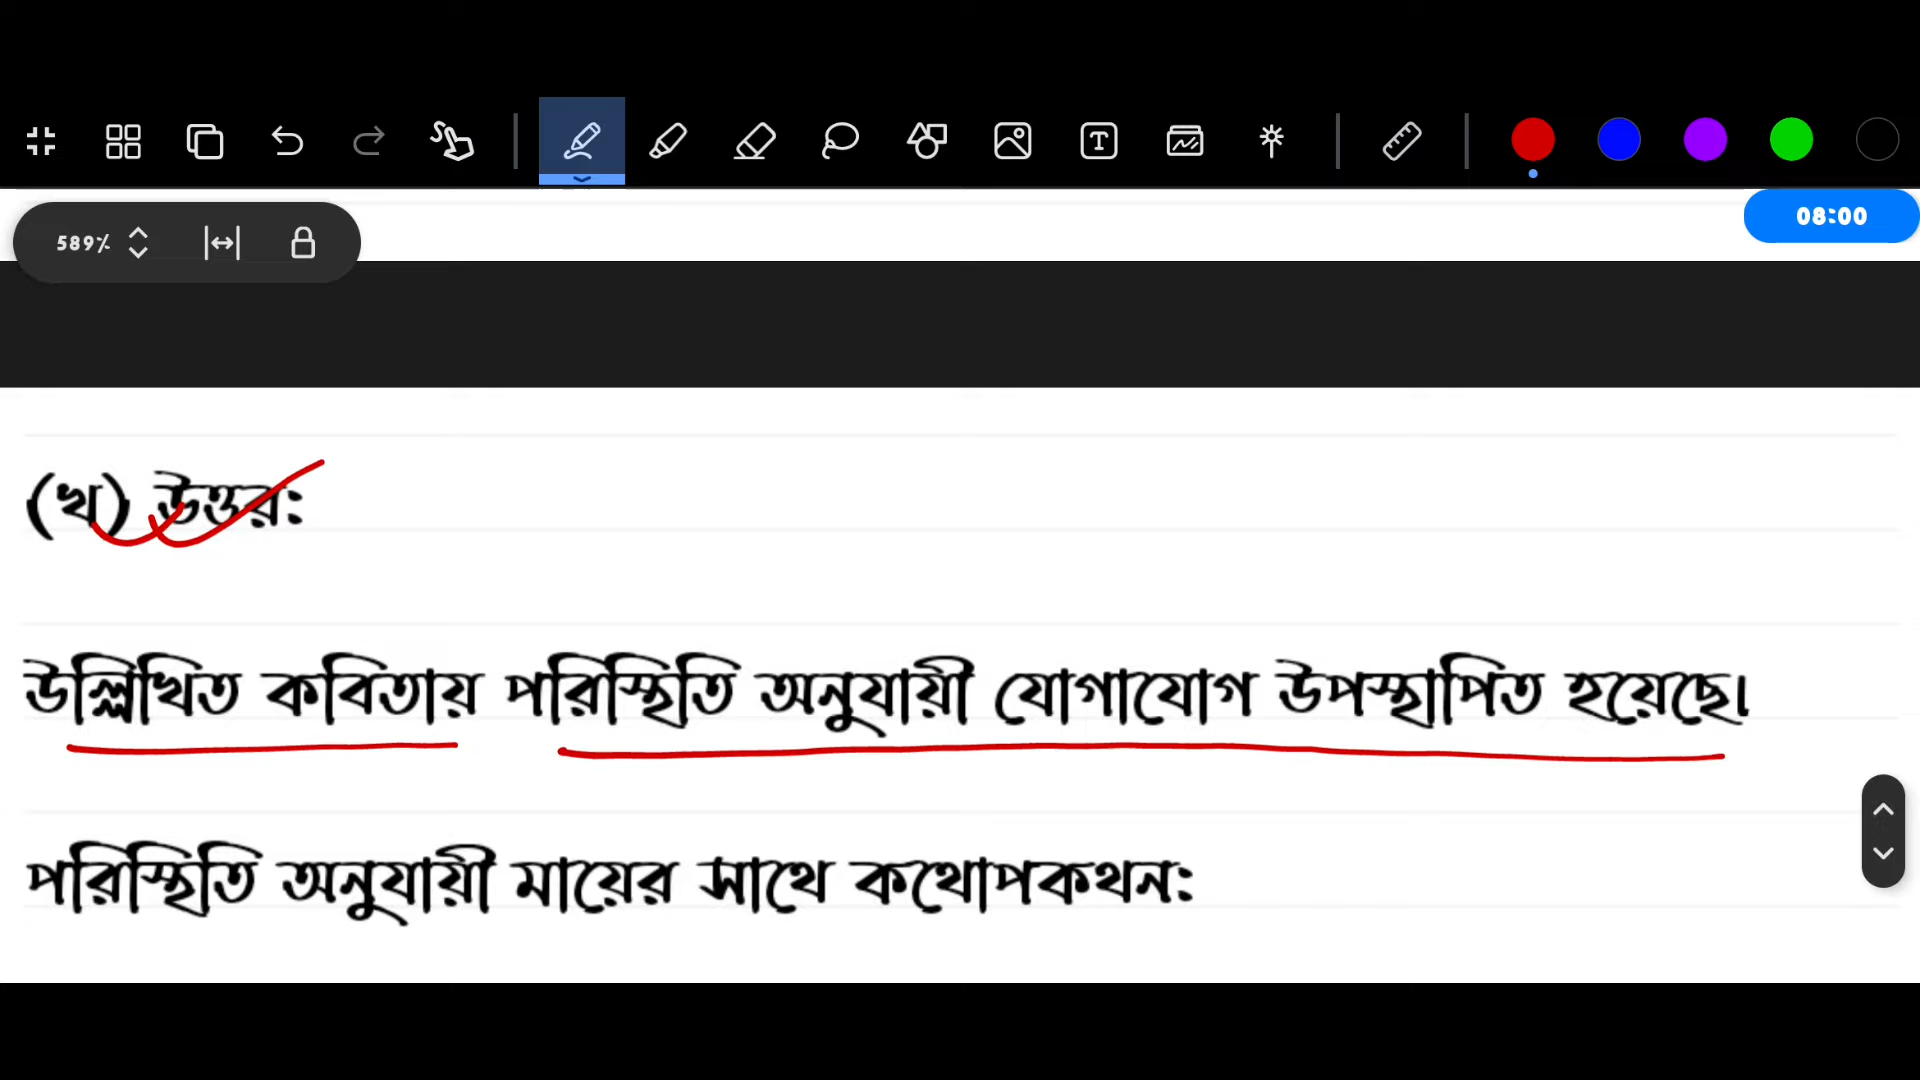 589%
08:00
(খ) উত্তর:
উল্লিখিত কবিতায় পরিস্থিতি অনুযায়ী যোগাযোগ উপস্থাপিত হয়েছে।
পরিস্থিতি অনুযায়ী মায়ের সাথে কথোপকথন: